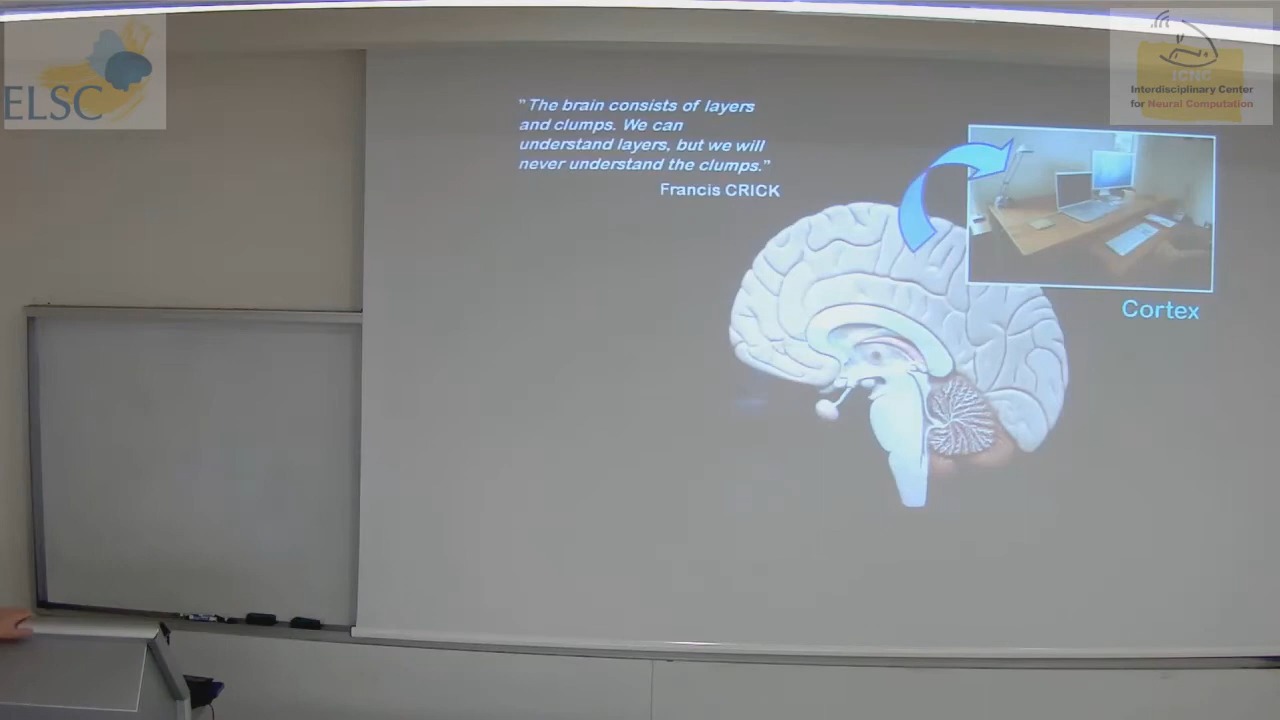 ELSC
ICNC
Interdisciplinary Center
for Neural Computation
"The brain consists of layers
and clumps. We can
understand layers, but we will
never understand the clumps."
Francis CRICK
Cortex